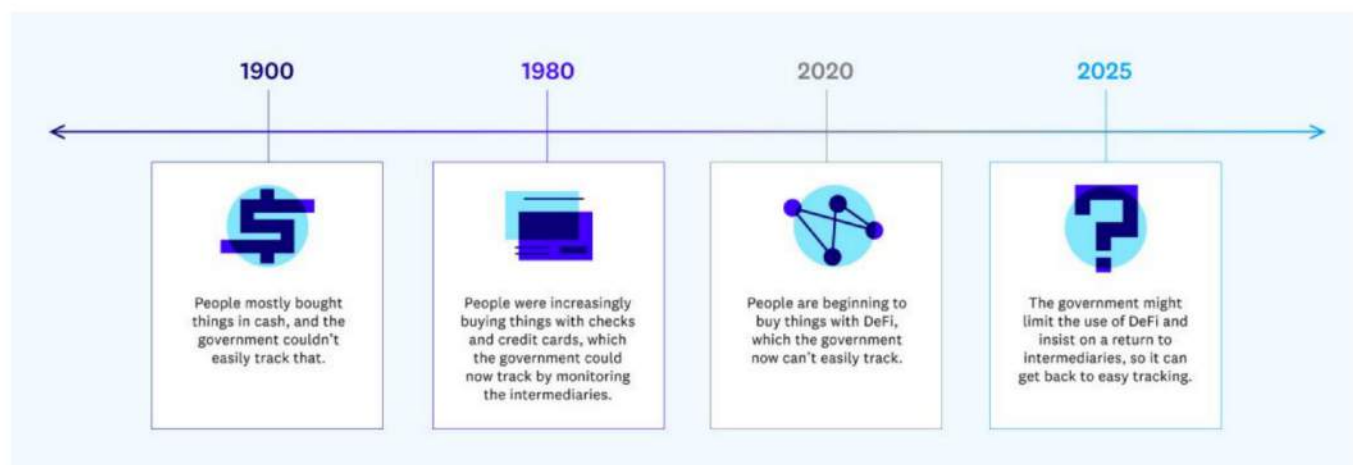 1900
1980
2020
2025
People mostly bought
things in cash, and the
government couldn't
easily track that.
People were increasingly
buying things with checks
and credit cards, which
the government could
now track by monitoring
the intermediaries.
People are beginning to
buy things with DeFi,
which the government
now can't easily track.
The government might
limit the use of DeFi and
insist on a return to
intermediaries, so it can
get back to easy tracking.